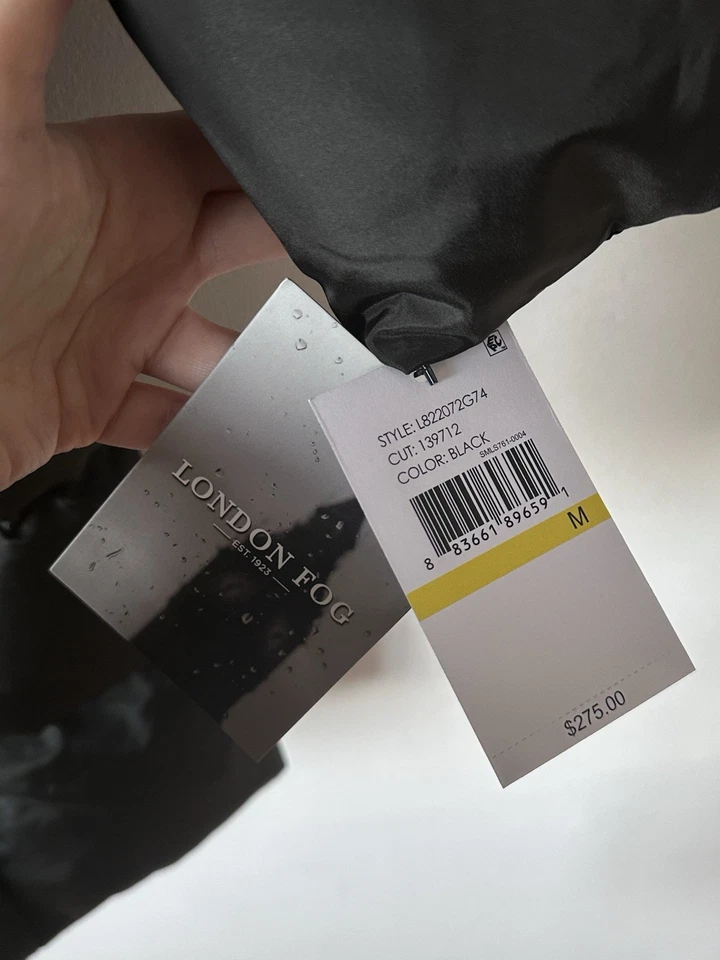 LONDON FOG
EST. 1923
STYLE: L822072G74
CUT: 139712
COLOR: BLACK
SMLS761-0004
8 83661 89659 1
M
$275.00